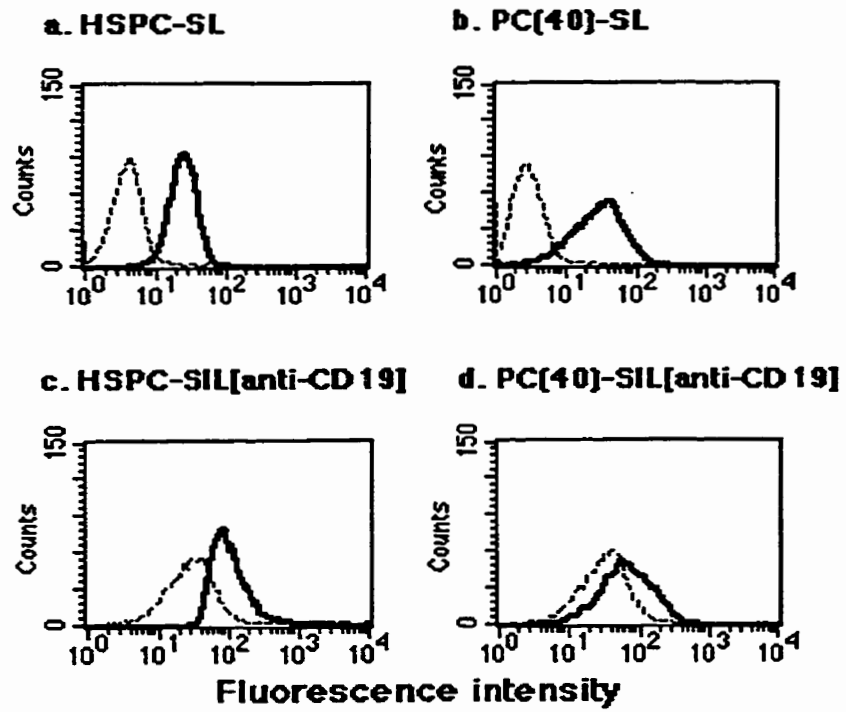 a. HSPC-SL
b. PC(40)-SL
150
Counts
0
10^0 10^1 10^2 10^3 10^4
150
Counts
0
10^0 10^1 10^2 10^3 10^4
c. HSPC-SIL[anti-CD19]
d. PC(40)-SIL[anti-CD19]
150
Counts
0
10^0 10^1 10^2 10^3 10^4
150
Counts
0
10^0 10^1 10^2 10^3 10^4
Fluorescence intensity